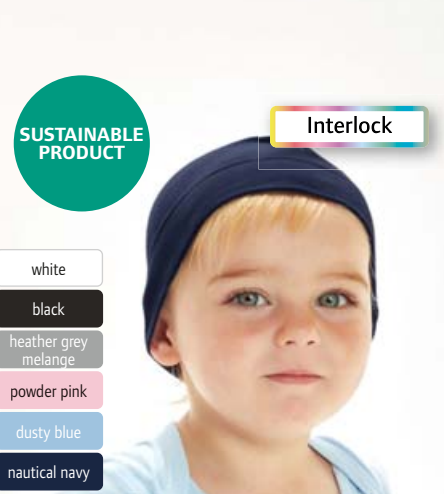 SUSTAINABLE
PRODUCT
Interlock
white
black
heather grey
melange
powder pink
dusty blue
nautical navy